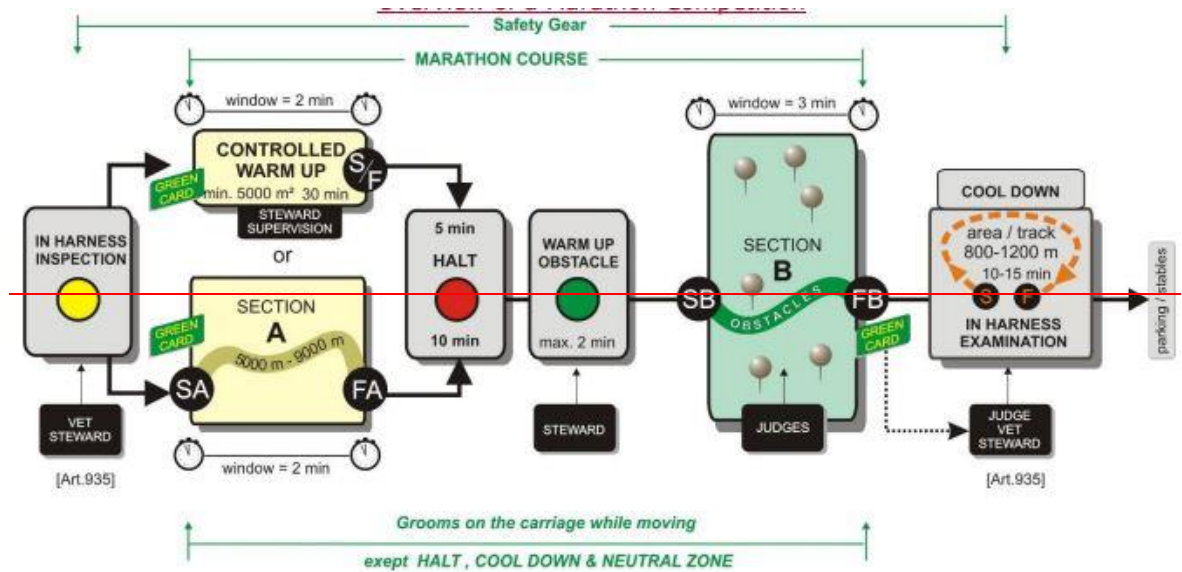 Overview of a Marathon Competition
Safety Gear
MARATHON COURSE
window = 2 min
window = 3 min
CONTROLLED
WARM UP
S/F
GREEN
CARD
min. 5000 m² 30 min
STEWARD
SUPERVISION
or
IN HARNESS
INSPECTION
SECTION
A
GREEN
CARD
5000 m - 9000 m
SA
FA
window = 2 min
VET
STEWARD
[Art.935]
5 min
HALT
10 min
WARM UP
OBSTACLE
max. 2 min
STEWARD
SECTION
B
SB
OBSTACLES
FB
GREEN
CARD
JUDGES
COOL DOWN
area / track
800-1200 m
10-15 min
S F
IN HARNESS
EXAMINATION
JUDGE
VET
STEWARD
[Art.935]
parking / stables
Grooms on the carriage while moving
exept HALT , COOL DOWN & NEUTRAL ZONE